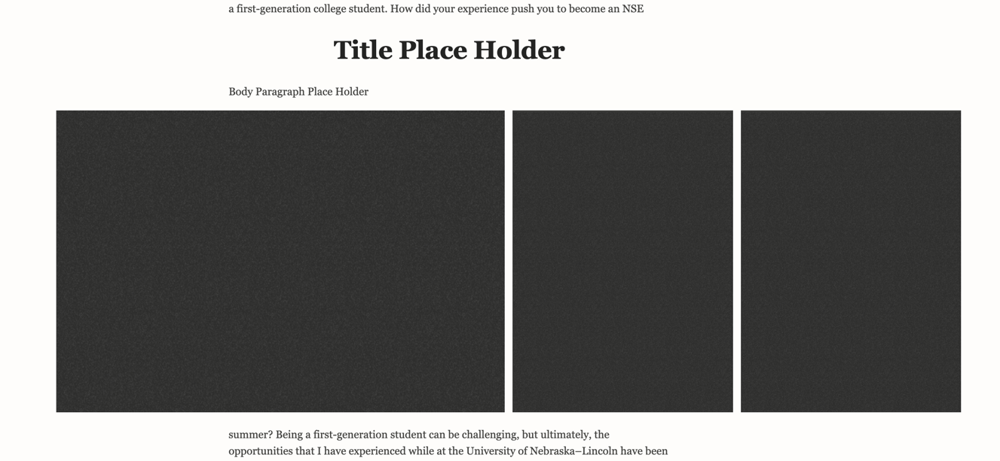 a first-generation college student. How did your experience push you to become an NSE
Title Place Holder
Body Paragraph Place Holder
summer? Being a first-generation student can be challenging, but ultimately, the
opportunities that I have experienced while at the University of Nebraska–Lincoln have been